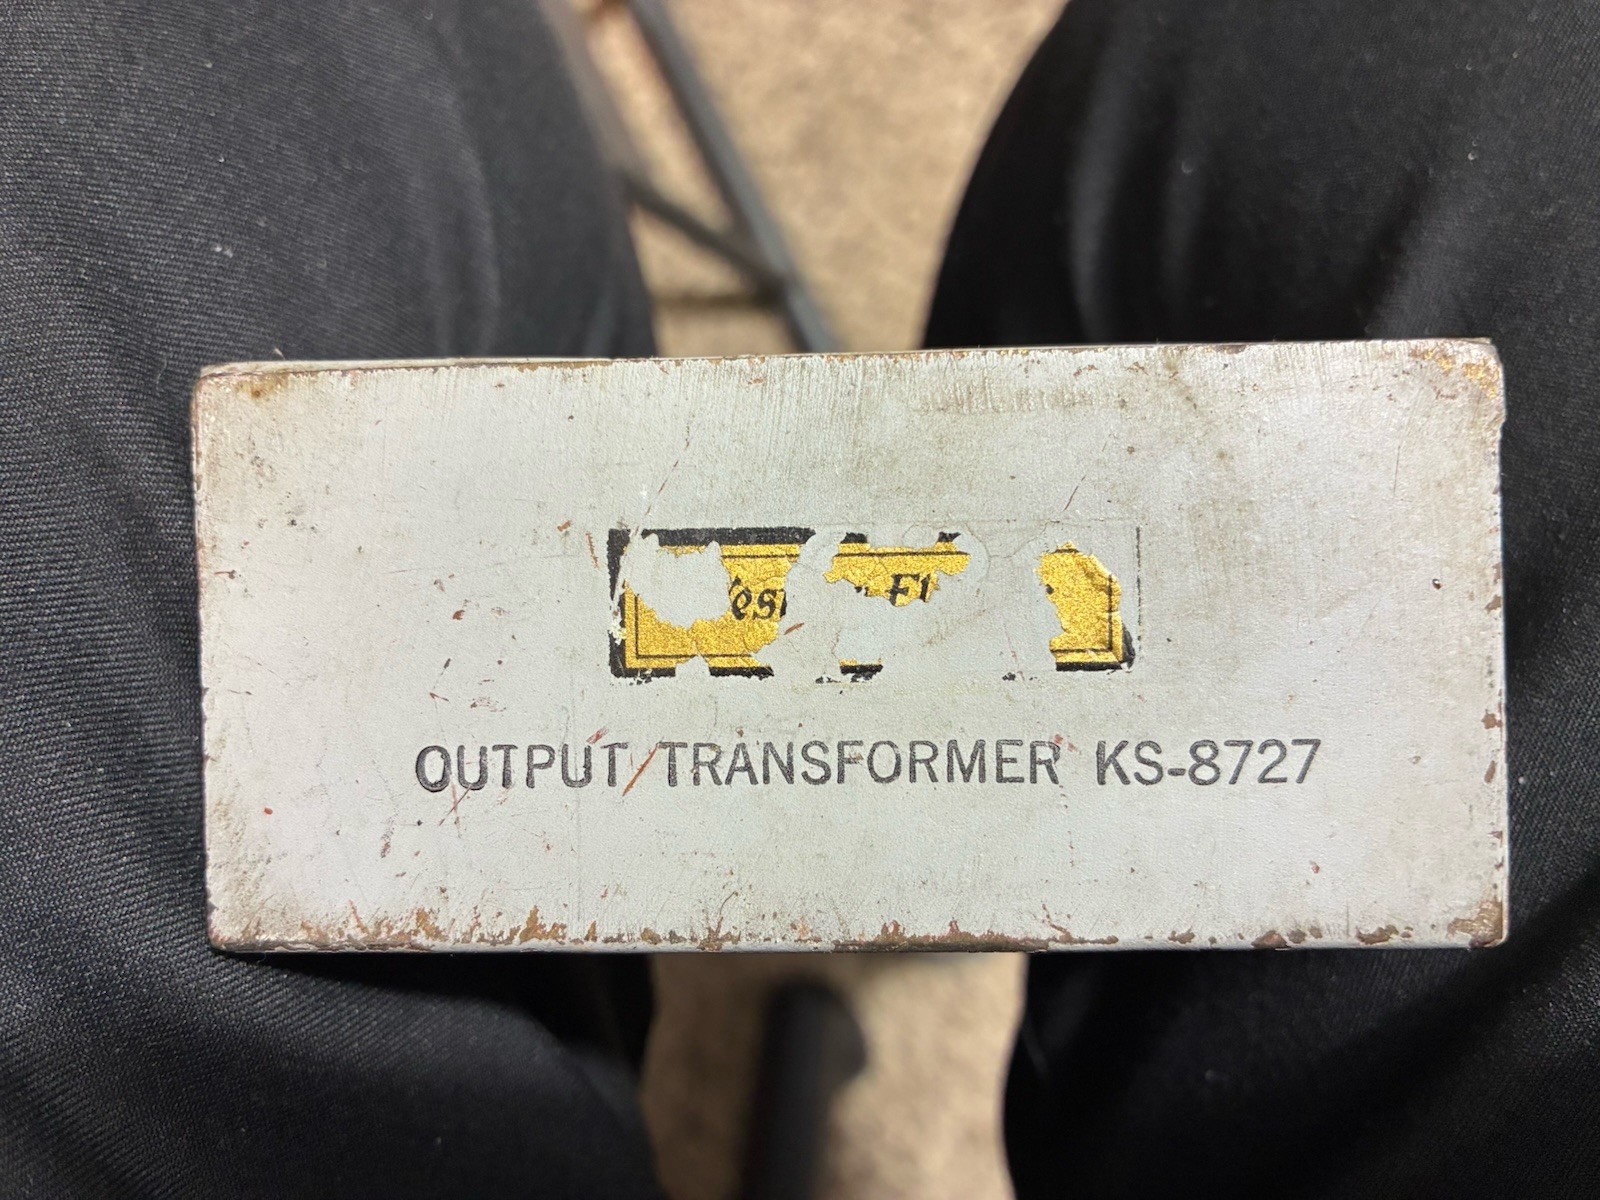 OUTPUT TRANSFORMER KS-8727